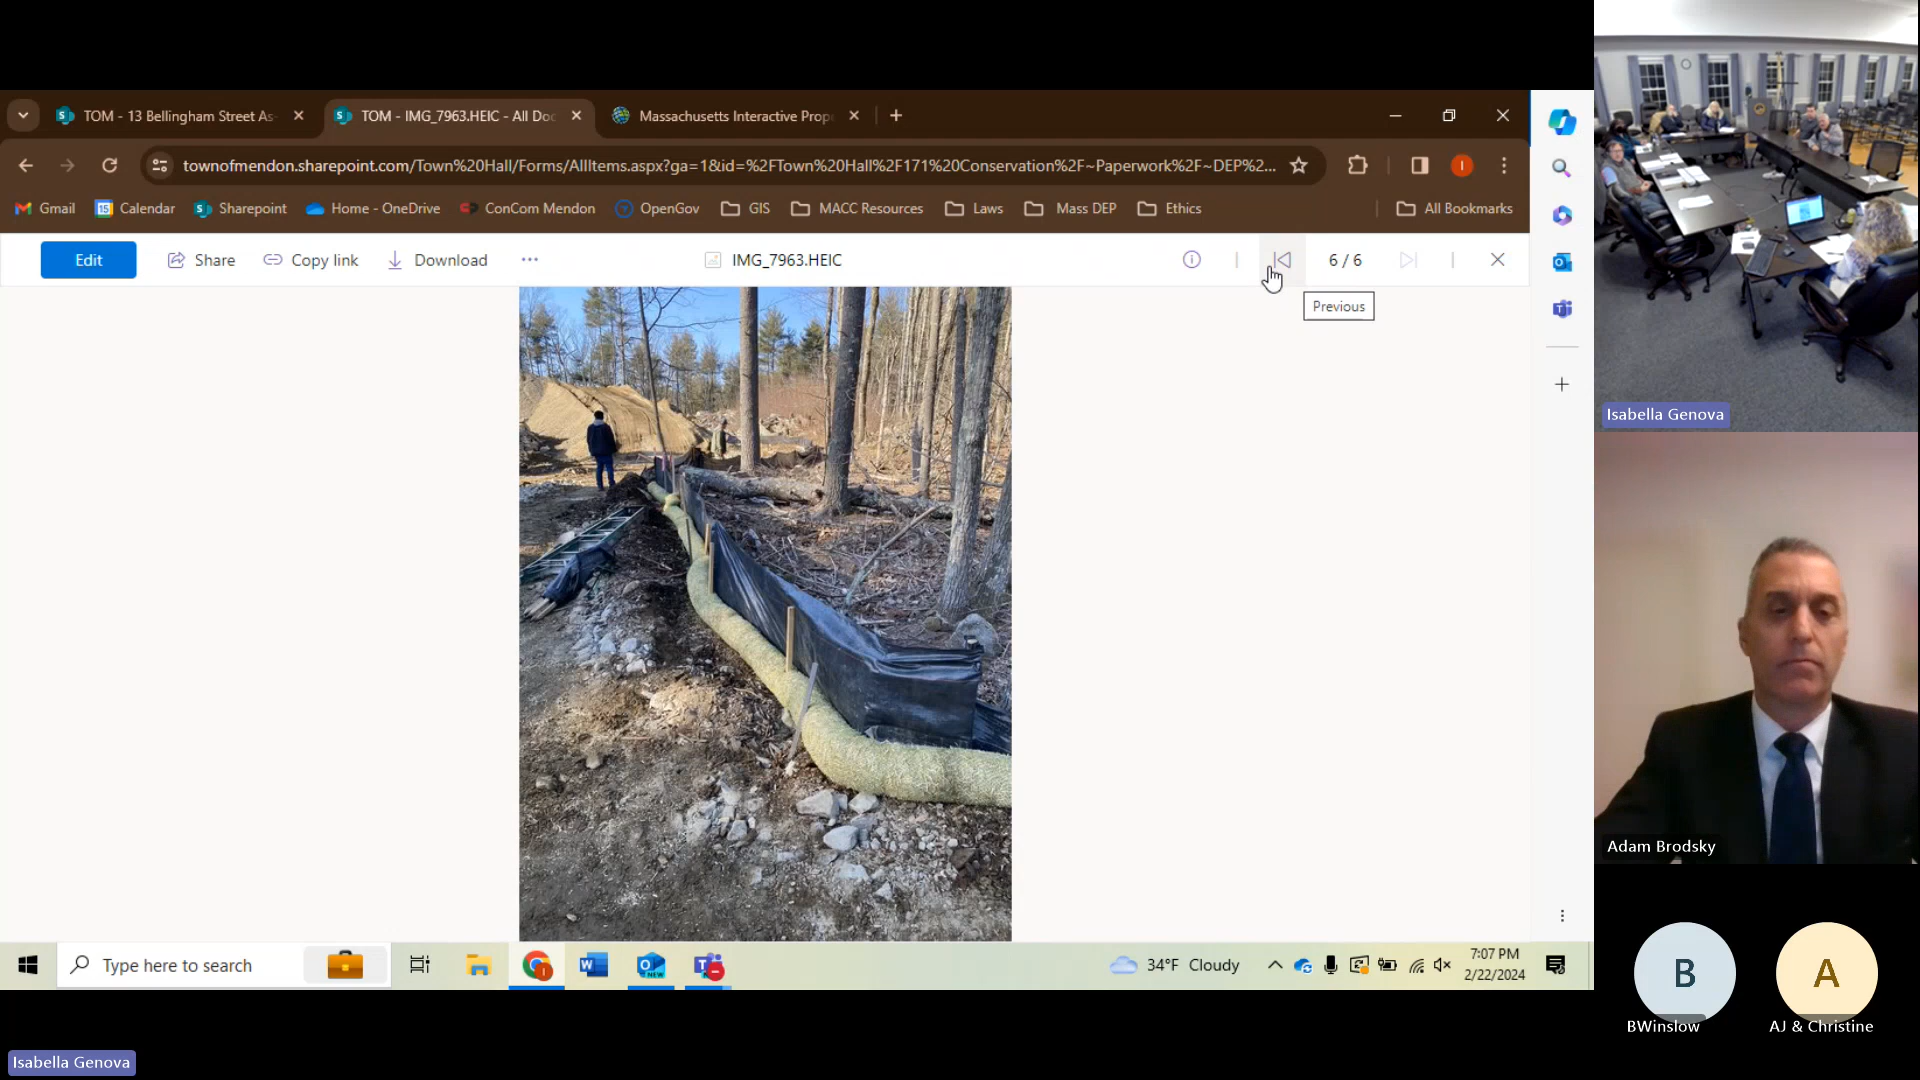 TOM - 13 Bellingham Street As
TOM - IMG_7963.HEIC - All Doc
Massachusetts Interactive Prop
townofmendon.sharepoint.com/Town%20Hall/Forms/AllItems.aspx?ga=1&id=%2FTown%20Hall%2F171%20Conservation%2F~Paperwork%2F~DEP%2...
I
Gmail
Calendar
Sharepoint
Home - OneDrive
ConCom Mendon
OpenGov
GIS
MACC Resources
Laws
Mass DEP
Ethics
All Bookmarks
Edit
Share
Copy link
Download
IMG_7963.HEIC
6 / 6
Previous
Isabella Genova
Adam Brodsky
B
BWinslow
A
AJ & Christine
Type here to search
34°F Cloudy
7:07 PM
2/22/2024
Isabella Genova